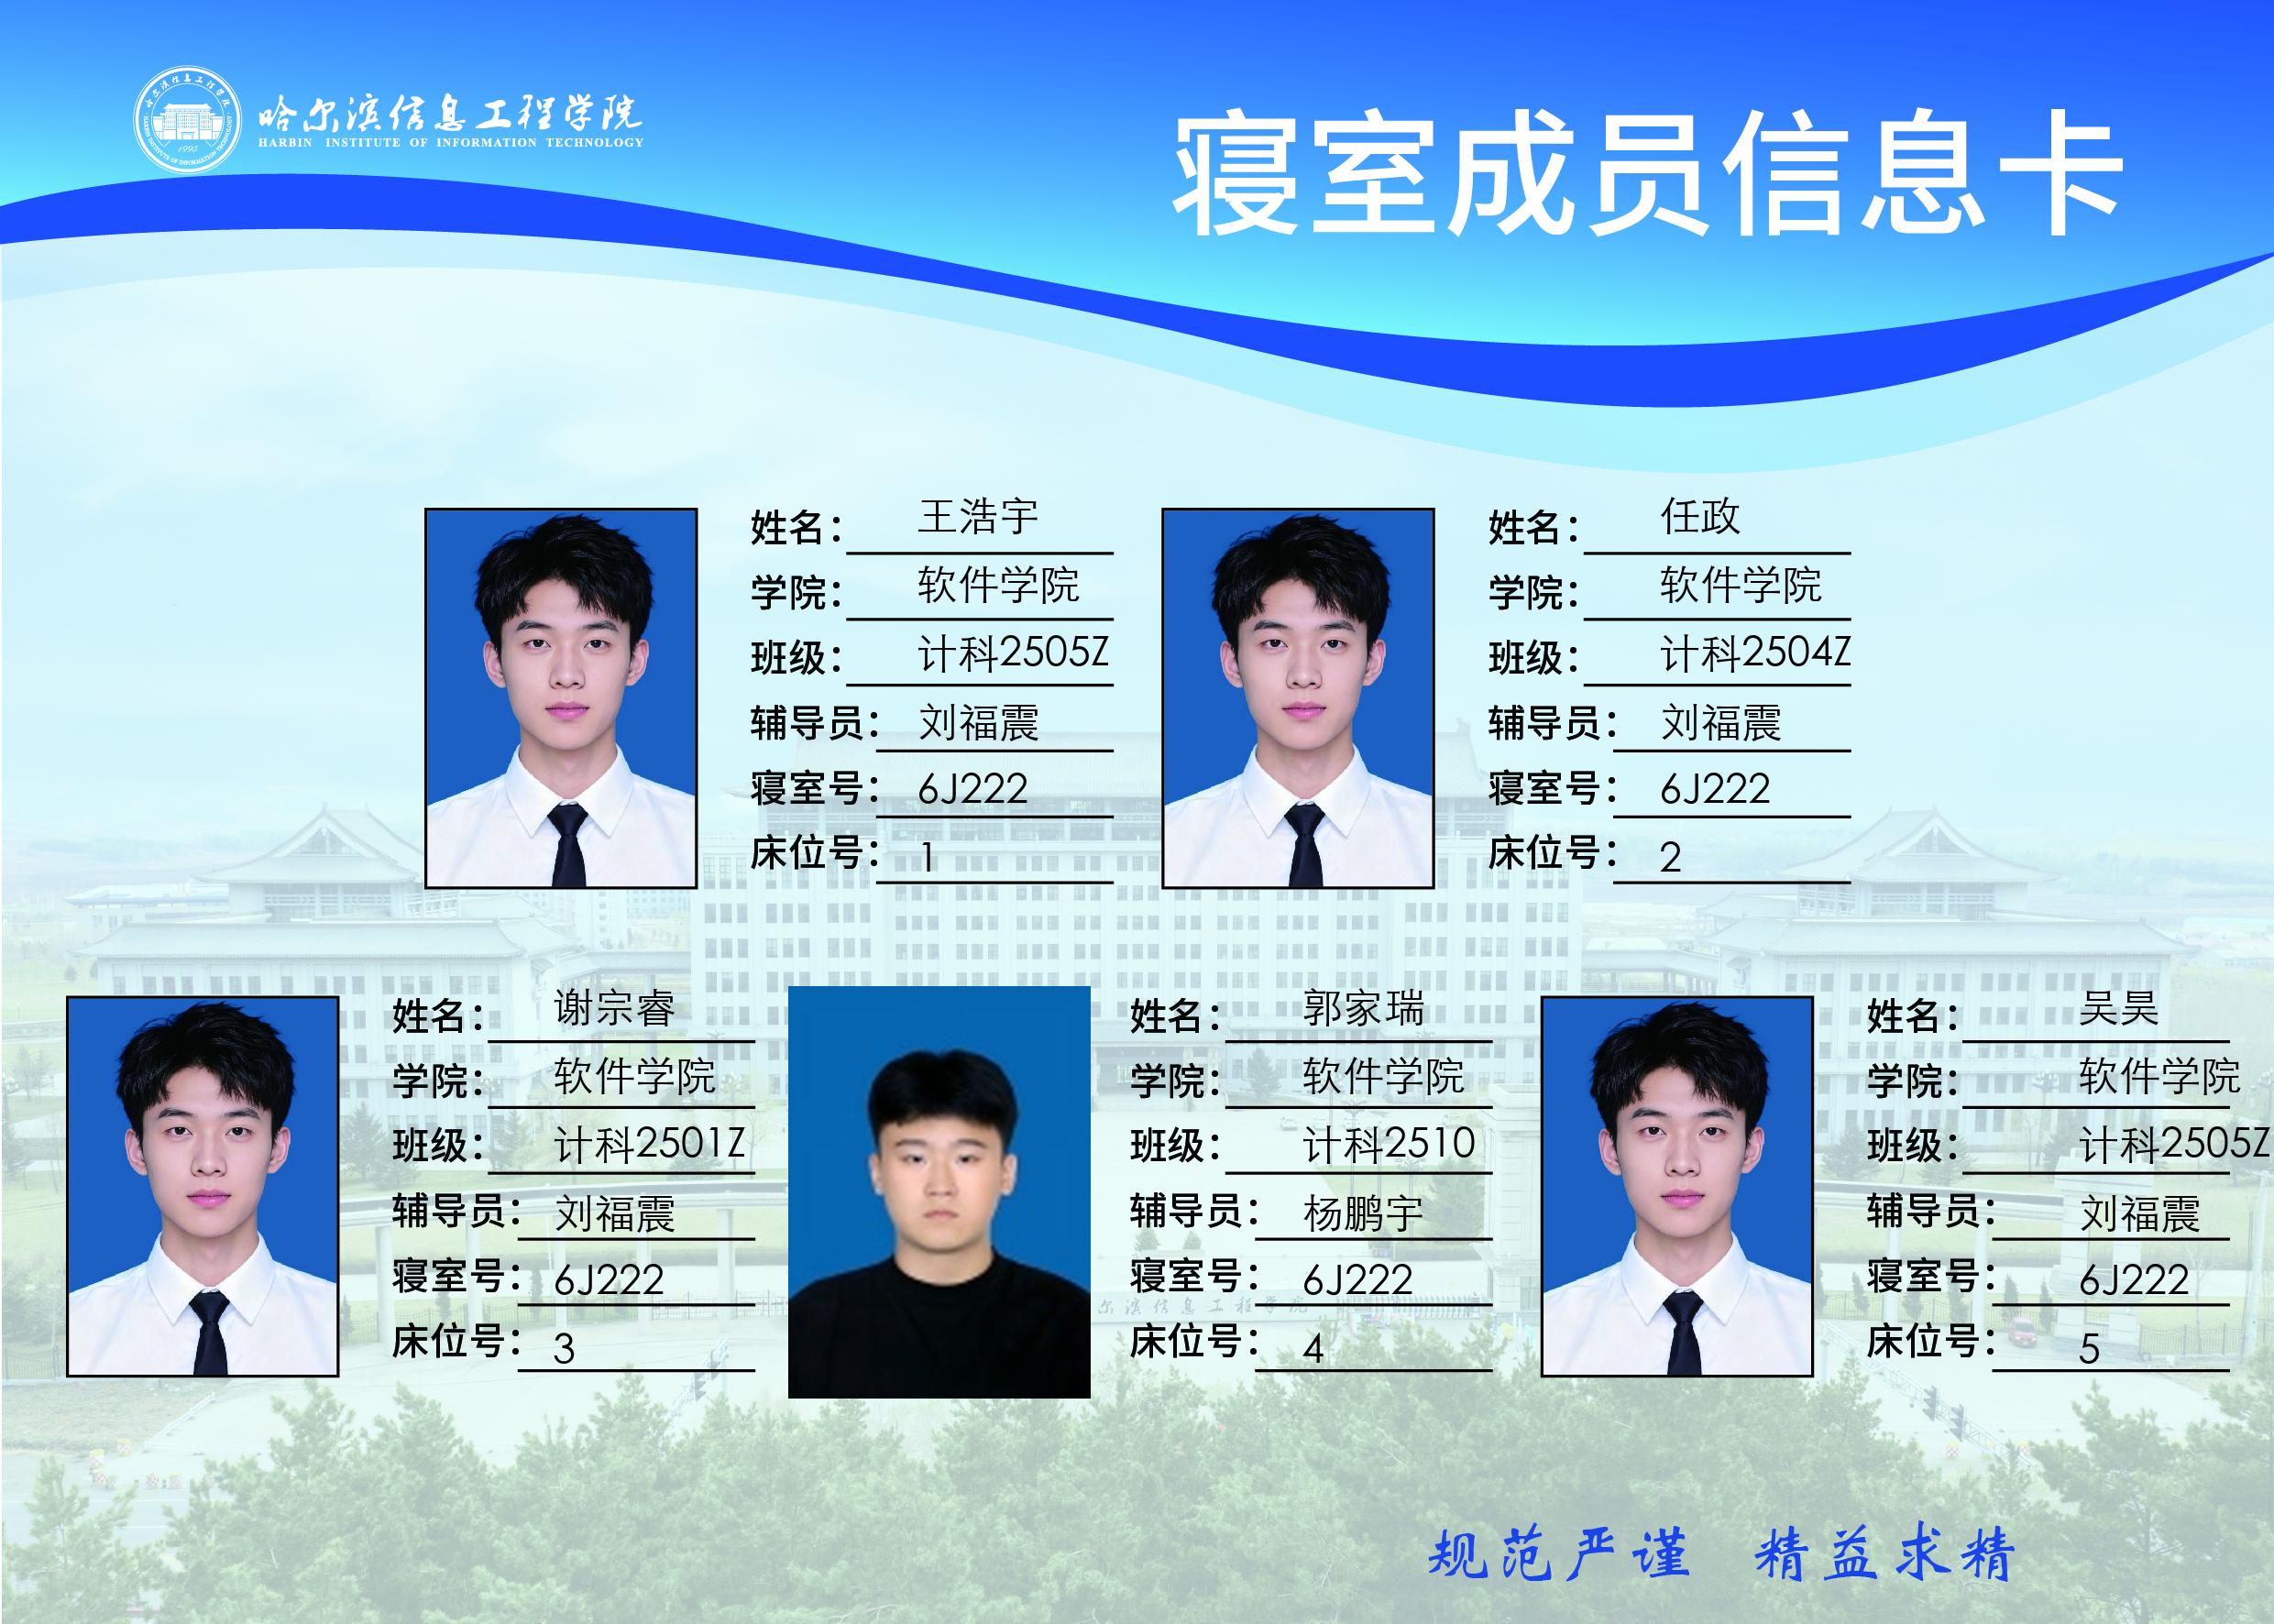 哈尔滨信息工程学院
HARBIN INSTITUTE OF INFORMATION TECHNOLOGY
1995
寝室成员信息卡
姓名：王浩宇
学院：软件学院
班级：计科2505Z
辅导员：刘福震
寝室号：6J222
床位号：1
姓名：任政
学院：软件学院
班级：计科2504Z
辅导员：刘福震
寝室号：6J222
床位号：2
姓名：谢宗睿
学院：软件学院
班级：计科2501Z
辅导员：刘福震
寝室号：6J222
床位号：3
姓名：郭家瑞
学院：软件学院
班级：计科2510
辅导员：杨鹏宇
寝室号：6J222
床位号：4
姓名：吴昊
学院：软件学院
班级：计科2505Z
辅导员：刘福震
寝室号：6J222
床位号：5
尔滨信息工程学院
规范严谨 精益求精